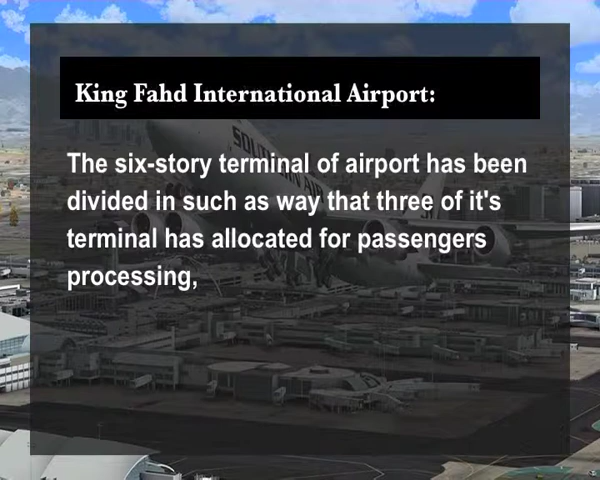 King Fahd International Airport:
The six-story terminal of airport has been
divided in such as way that three of it's
terminal has allocated for passengers
processing,